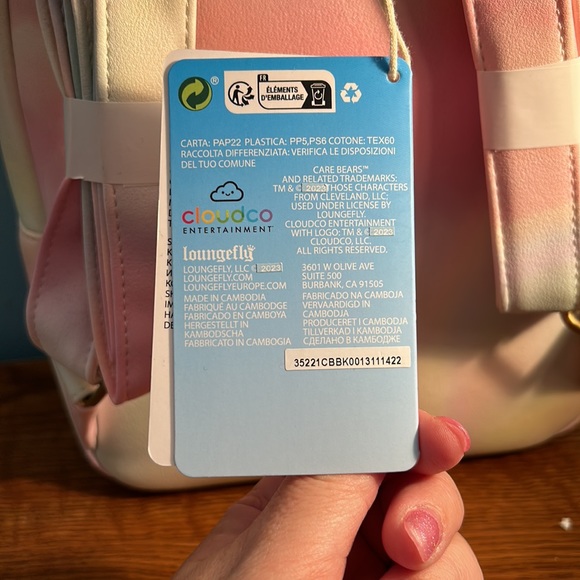 ®
FR
ÉLÉMENTS
D'EMBALLAGE
CARTA: PAP22 PLASTICA: PP5,PS6 COTONE: TEX60
RACCOLTA DIFFERENZIATA: VERIFICA LE DISPOSIZIONI
DEL TUO COMUNE
cloudco
ENTERTAINMENT
loungefly
LOUNGEFLY, LLC © 2023
LOUNGEFLY.COM
LOUNGEFLYEUROPE.COM
MADE IN CAMBODIA
FABRIQUÉ AU CAMBODGE
FABRICADO EN CAMBOYA
HERGESTELLT IN
KAMBODSCHA
FABBRICATO IN CAMBOGIA
CARE BEARS™
AND RELATED TRADEMARKS:
TM & © 2023 THOSE CHARACTERS
FROM CLEVELAND, LLC.
USED UNDER LICENSE BY
LOUNGEFLY.
CLOUDCO ENTERTAINMENT
WITH LOGO: TM & © 2023
CLOUDCO, LLC.
ALL RIGHTS RESERVED.
3601 W OLIVE AVE
SUITE 500
BURBANK, CA 91505
FABRICADO NA CAMBOJA
VERVAARDIGD IN
CAMBODJA
PRODUCERET I CAMBODJA
TILLVERKAD I KAMBODJA
СДЕЛАНО В КАМБОДЖЕ
35221CBBK0013111422